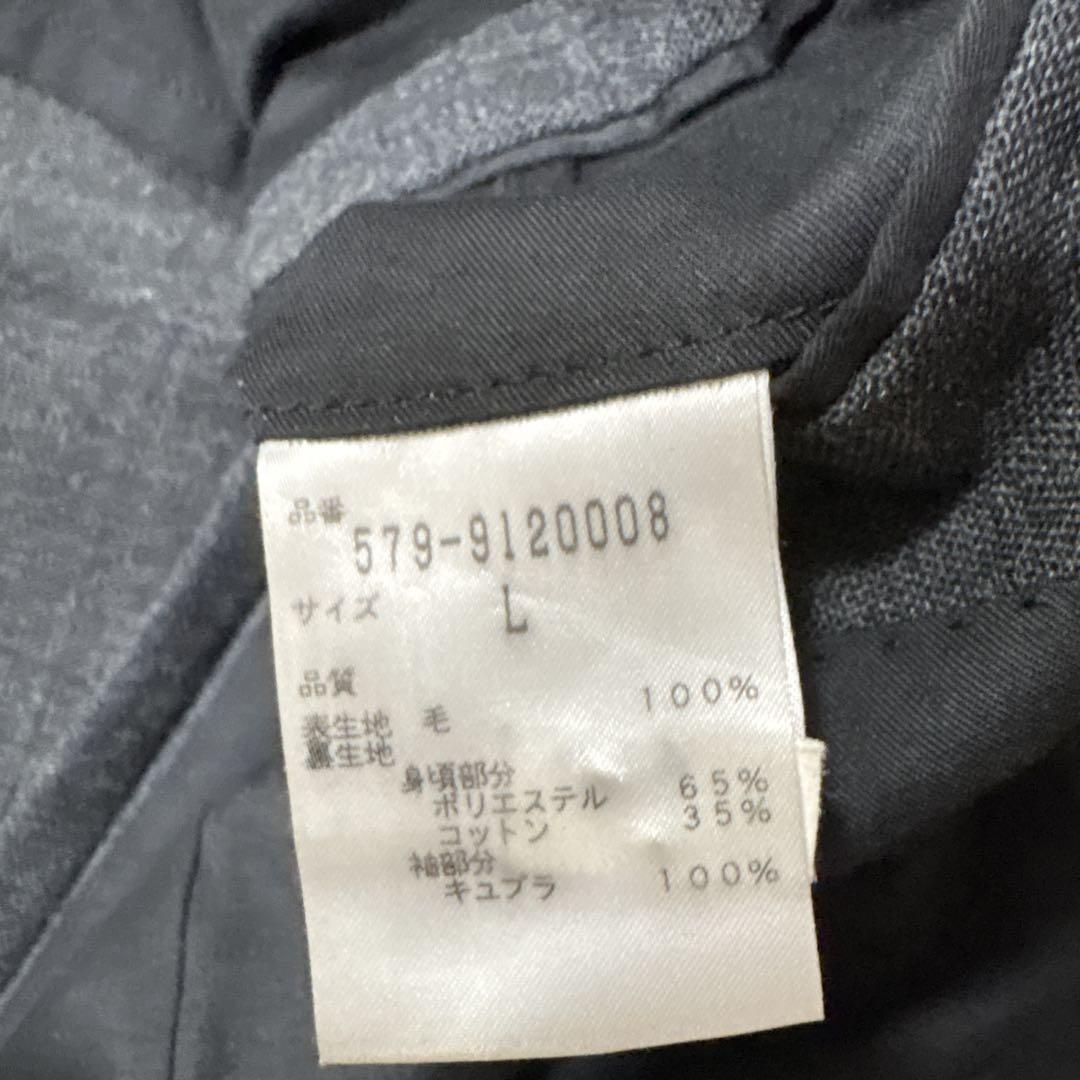 品番
579-9120008
サイズ L
品質
表生地 毛 100%
裏生地
身頃部分
ポリエステル 65%
コットン 35%
袖部分
キュプラ 100%